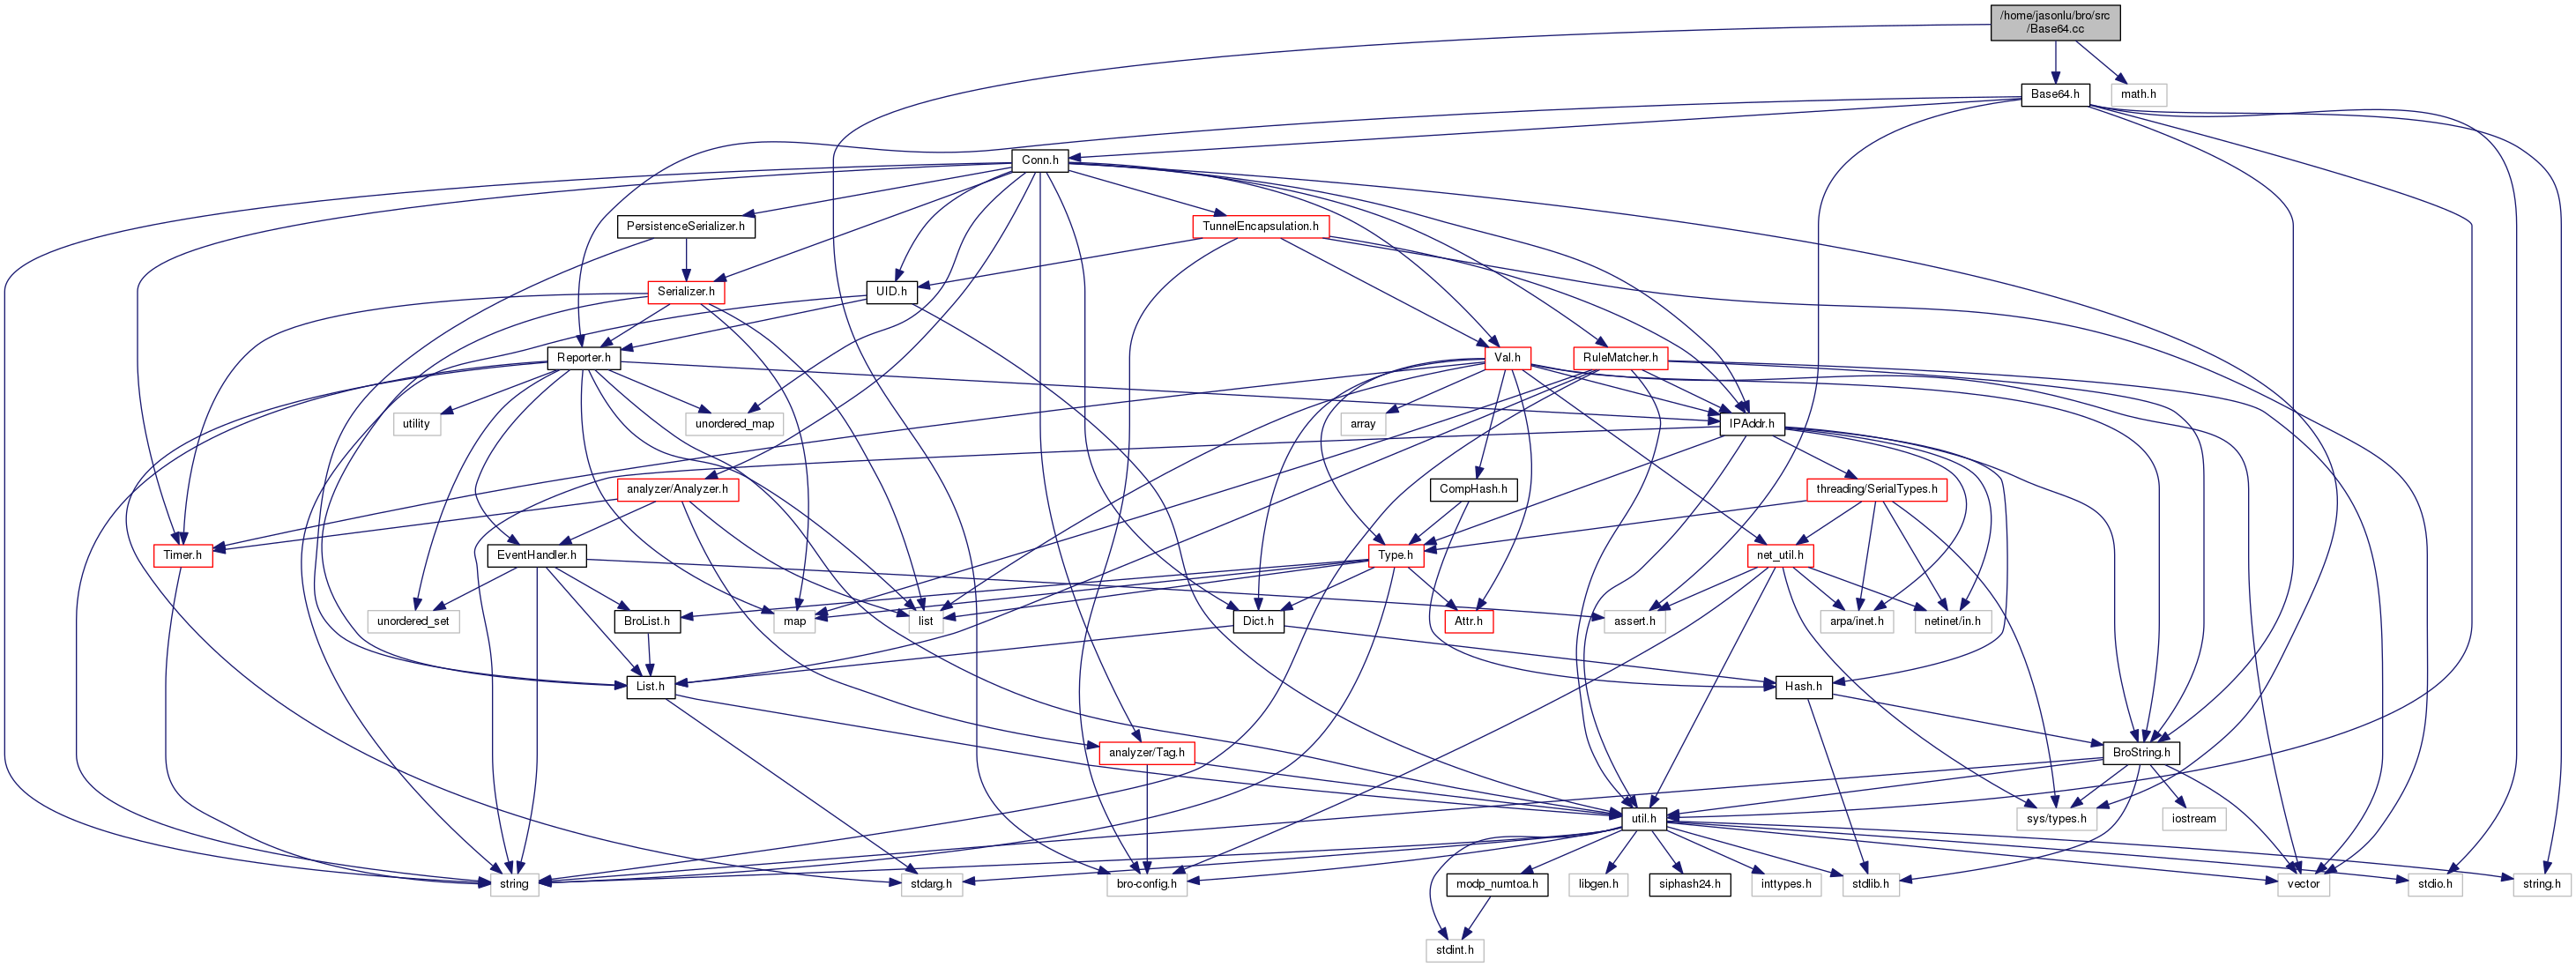 /home/jasonlu/bro/src
/Base64.cc
Base64.h
math.h
Conn.h
PersistenceSerializer.h
TunnelEncapsulation.h
Serializer.h
UID.h
Reporter.h
Val.h
RuleMatcher.h
utility
unordered_map
array
IPAddr.h
analyzer/Analyzer.h
CompHash.h
threading/SerialTypes.h
Timer.h
EventHandler.h
Type.h
net_util.h
unordered_set
BroList.h
map
list
Dict.h
Attr.h
assert.h
arpa/inet.h
netinet/in.h
List.h
Hash.h
analyzer/Tag.h
BroString.h
util.h
sys/types.h
iostream
string
stdarg.h
bro-config.h
modp_numtoa.h
libgen.h
siphash24.h
inttypes.h
stdlib.h
vector
stdio.h
string.h
stdint.h